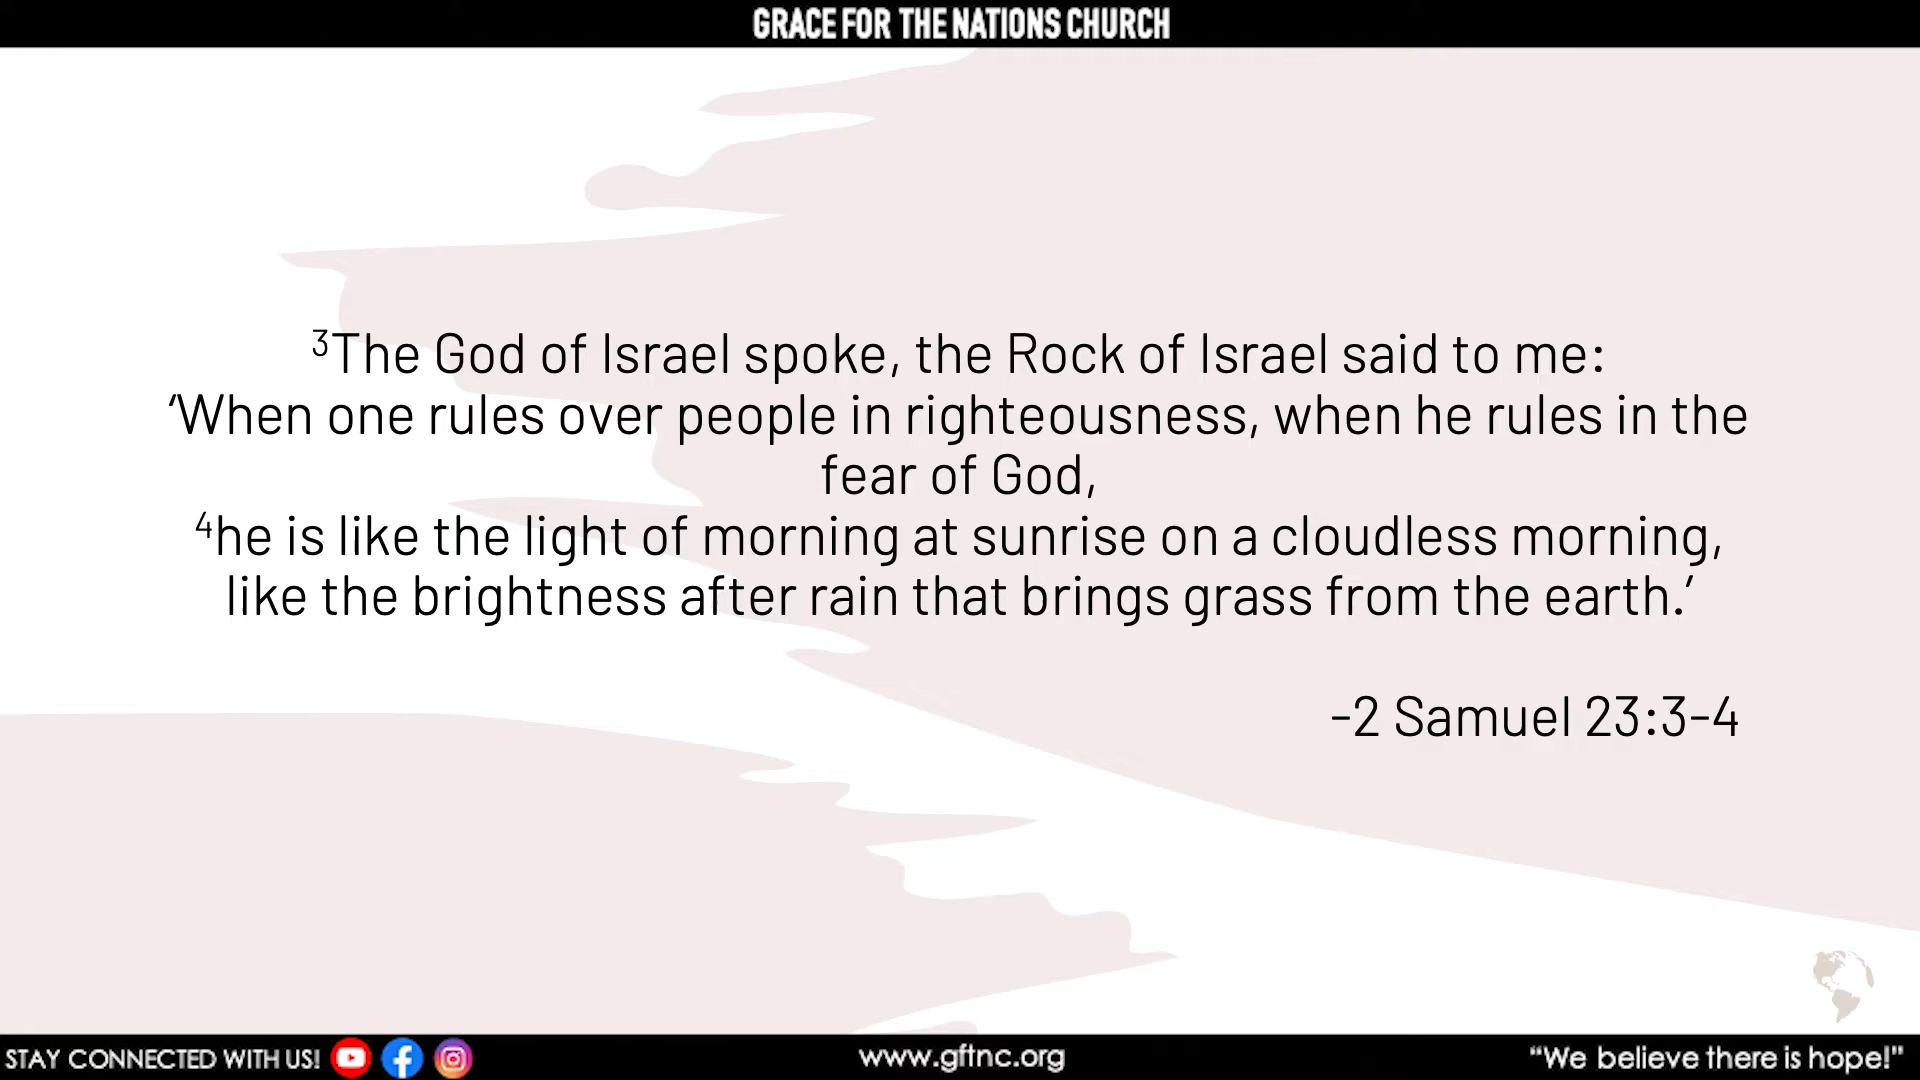 GRACE FOR THE NATIONS CHURCH
³The God of Israel spoke, the Rock of Israel said to me:
‘When one rules over people in righteousness, when he rules in the
fear of God,
⁴he is like the light of morning at sunrise on a cloudless morning,
like the brightness after rain that brings grass from the earth.’
-2 Samuel 23:3-4
STAY CONNECTED WITH US!
www.gftnc.org
“We believe there is hope!”